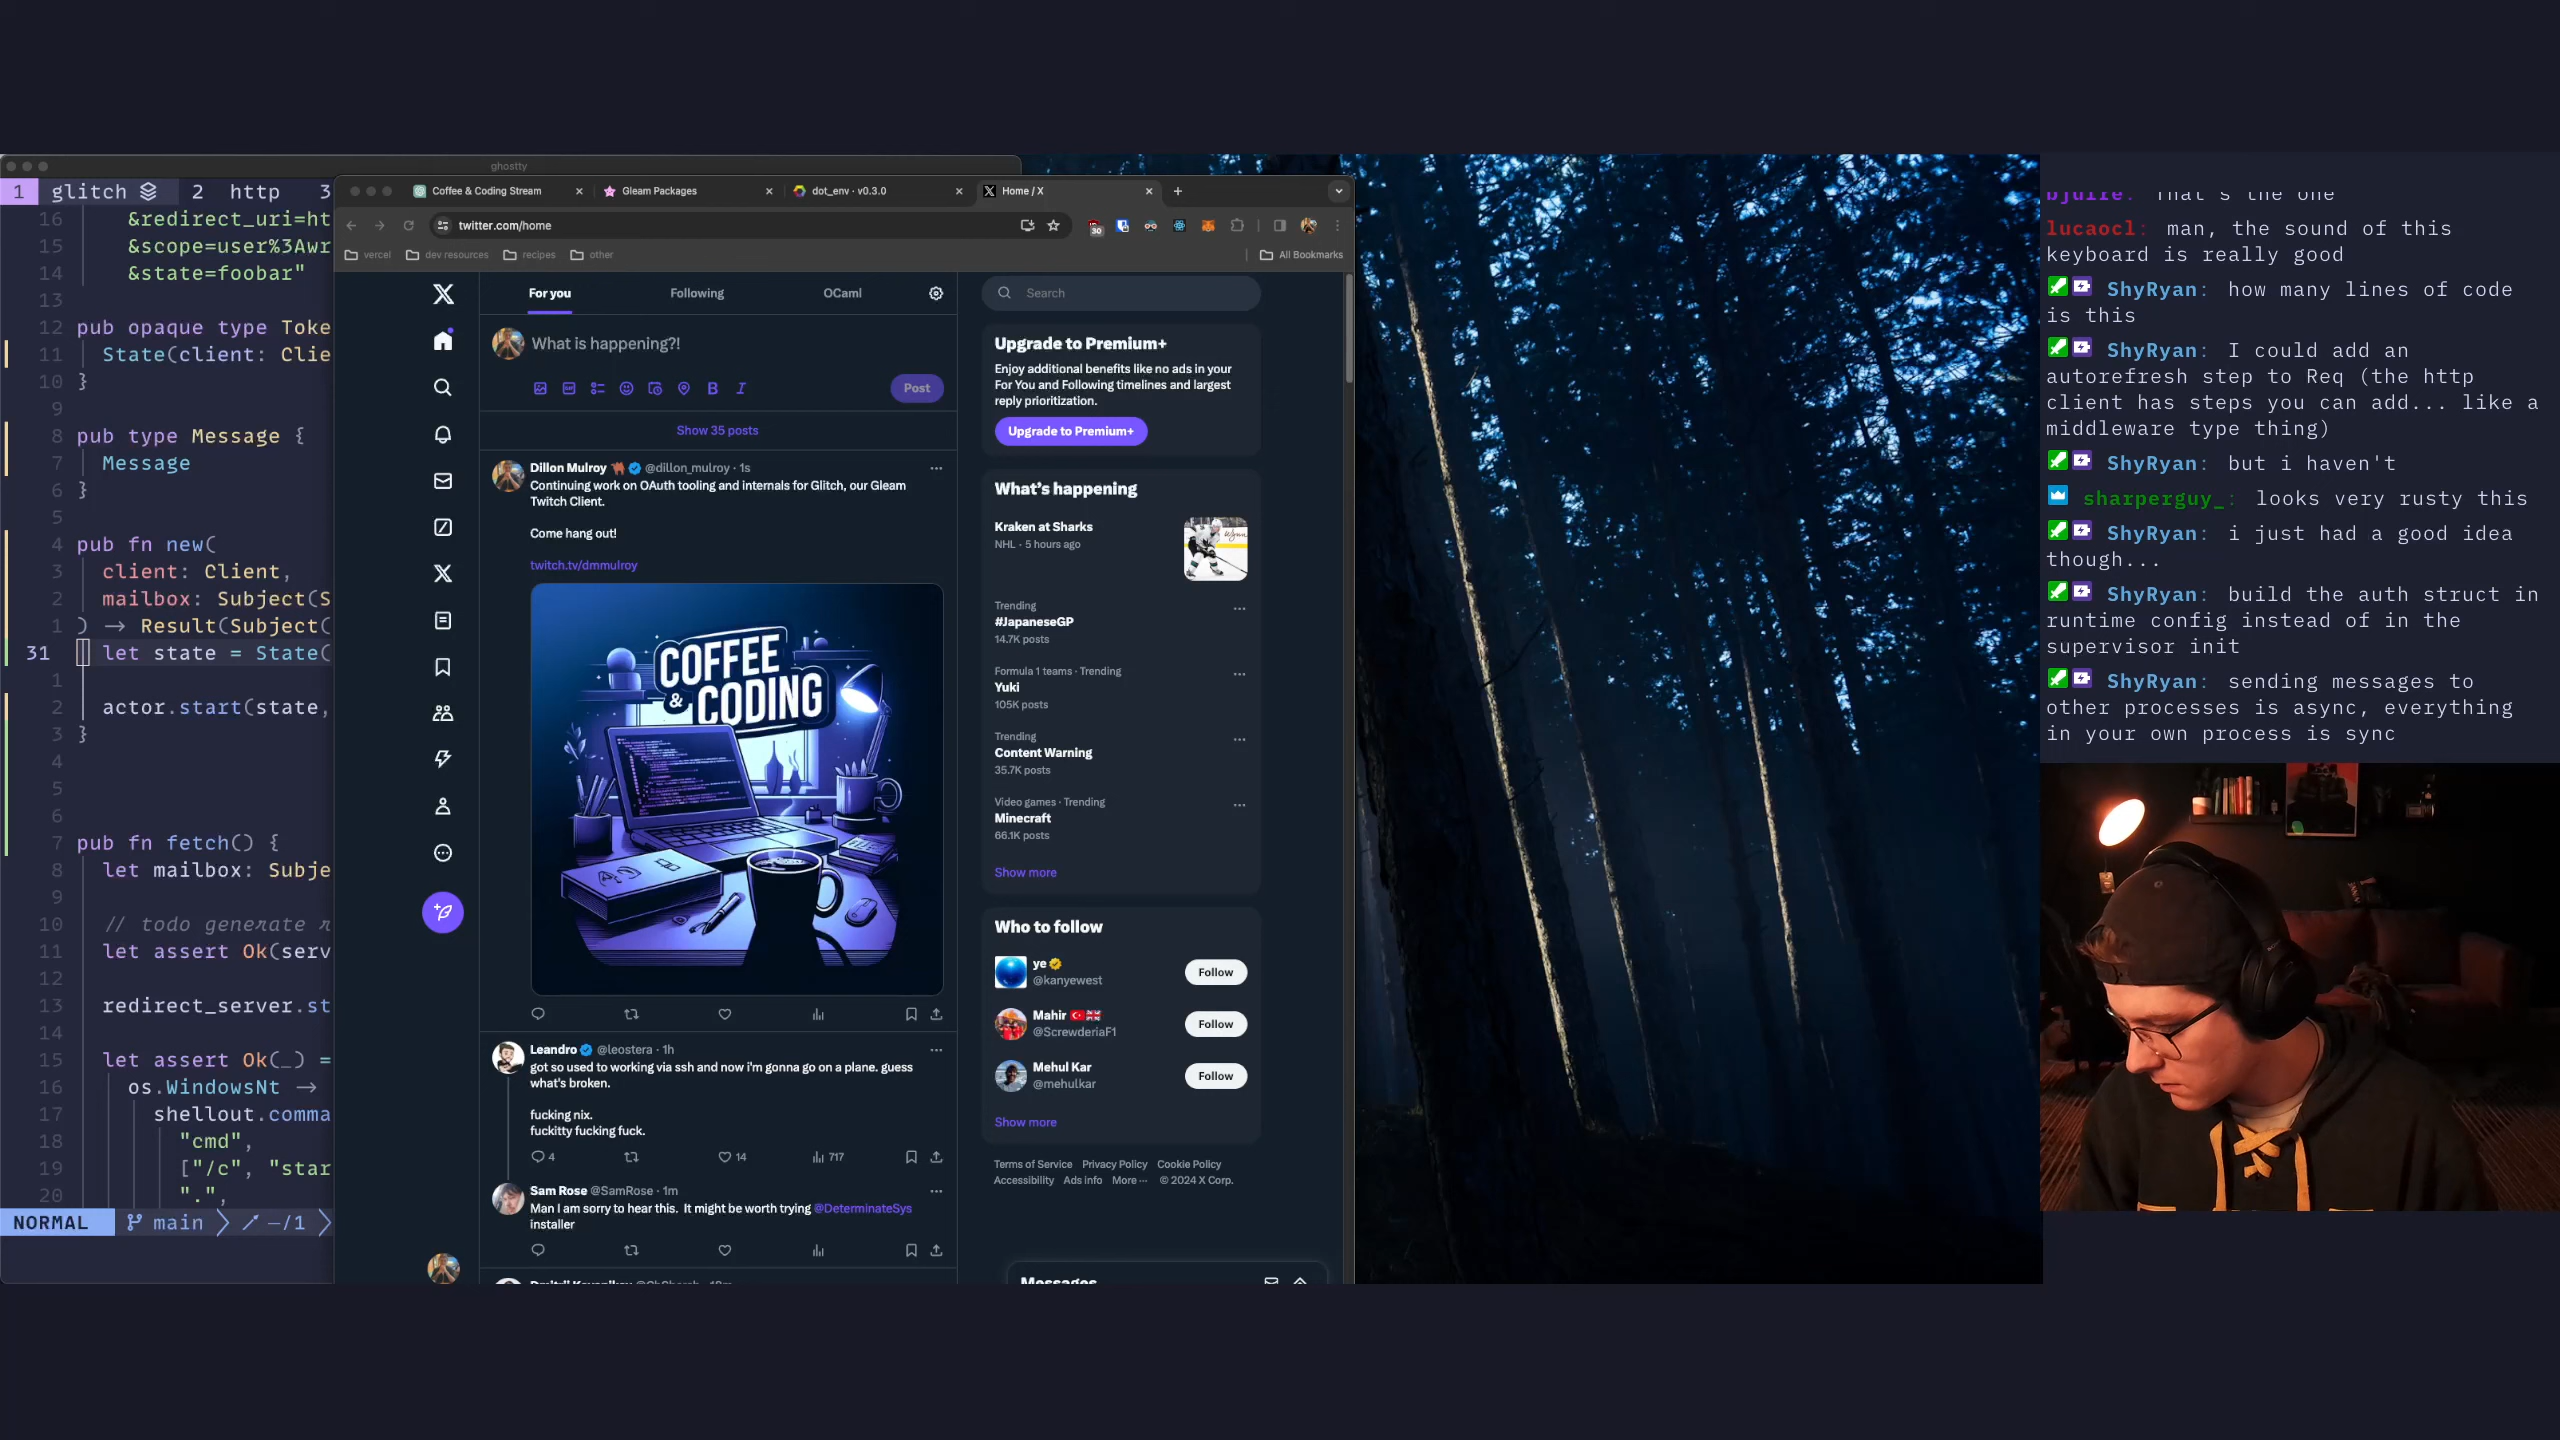 ghostty
1 glitch 2 http 3
16 &redirect_uri=ht
15 &scope=user%3Awr
14 &state=foobar"
13
12 pub opaque type Toke
11 State(client: Clie
10 }
9
8 pub type Message {
7 Message
6 }
5
4 pub fn new(
3 client: Client,
2 mailbox: Subject(S
1 ) -> Result(Subject(
31 let state = State(
1
2 actor.start(state,
3 }
4
5
6
7 pub fn fetch() {
8 let mailbox: Subje
9
10 // todo generate r
11 let assert Ok(serv
12
13 redirect_server.st
14
15 let assert Ok(_) =
16 os.WindowsNt ->
17 shellout.comma
18 "cmd",
19 ["/c", "star
20 ".",
NORMAL main -/1
Coffee & Coding Stream
Gleam Packages
dot_env · v0.3.0
Home / X
twitter.com/home
30
vercel
dev resources
recipes
other
All Bookmarks
For you
Following
OCaml
What is happening?!
B I
Post
Show 35 posts
Dillon Mulroy @dillon_mulroy · 1s
Continuing work on OAuth tooling and internals for Glitch, our Gleam
Twitch Client.
Come hang out!
twitch.tv/dmmulroy
COFFEE
& CODING
Leandro @leostera · 1h
got so used to working via ssh and now i'm gonna go on a plane. guess
what's broken.
fucking nix.
fuckitty fucking fuck.
4 14 717
Sam Rose @SamRose · 1m
Man I am sorry to hear this. It might be worth trying @DeterminateSys
installer
Search
Upgrade to Premium+
Enjoy additional benefits like no ads in your
For You and Following timelines and largest
reply prioritization.
Upgrade to Premium+
What's happening
Kraken at Sharks
NHL · 5 hours ago
Trending
#JapaneseGP
14.7K posts
Formula 1 teams · Trending
Yuki
105K posts
Trending
Content Warning
35.7K posts
Video games · Trending
Minecraft
66.1K posts
Show more
Who to follow
ye
@kanyewest
Follow
Mahir
@ScrewderiaF1
Follow
Mehul Kar
@mehulkar
Follow
Show more
Terms of Service Privacy Policy Cookie Policy
Accessibility Ads info More ··· © 2024 X Corp.
Messages
bjuire: That's the one
lucaocl: man, the sound of this
keyboard is really good
ShyRyan: how many lines of code
is this
ShyRyan: I could add an
autorefresh step to Req (the http
client has steps you can add... like a
middleware type thing)
ShyRyan: but i haven't
sharperguy_: looks very rusty this
ShyRyan: i just had a good idea
though...
ShyRyan: build the auth struct in
runtime config instead of in the
supervisor init
ShyRyan: sending messages to
other processes is async, everything
in your own process is sync